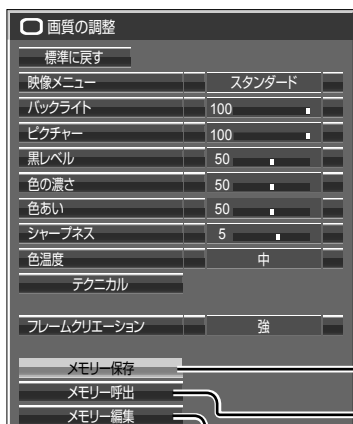 画質の調整
標準に戻す
映像メニュー スタンダード
バックライト 100
ピクチャー 100
黒レベル 50
色の濃さ 50
色あい 50
シャープネス 5
色温度 中
テクニカル
フレームクリエーション 強
メモリー保存
メモリー呼出
メモリー編集